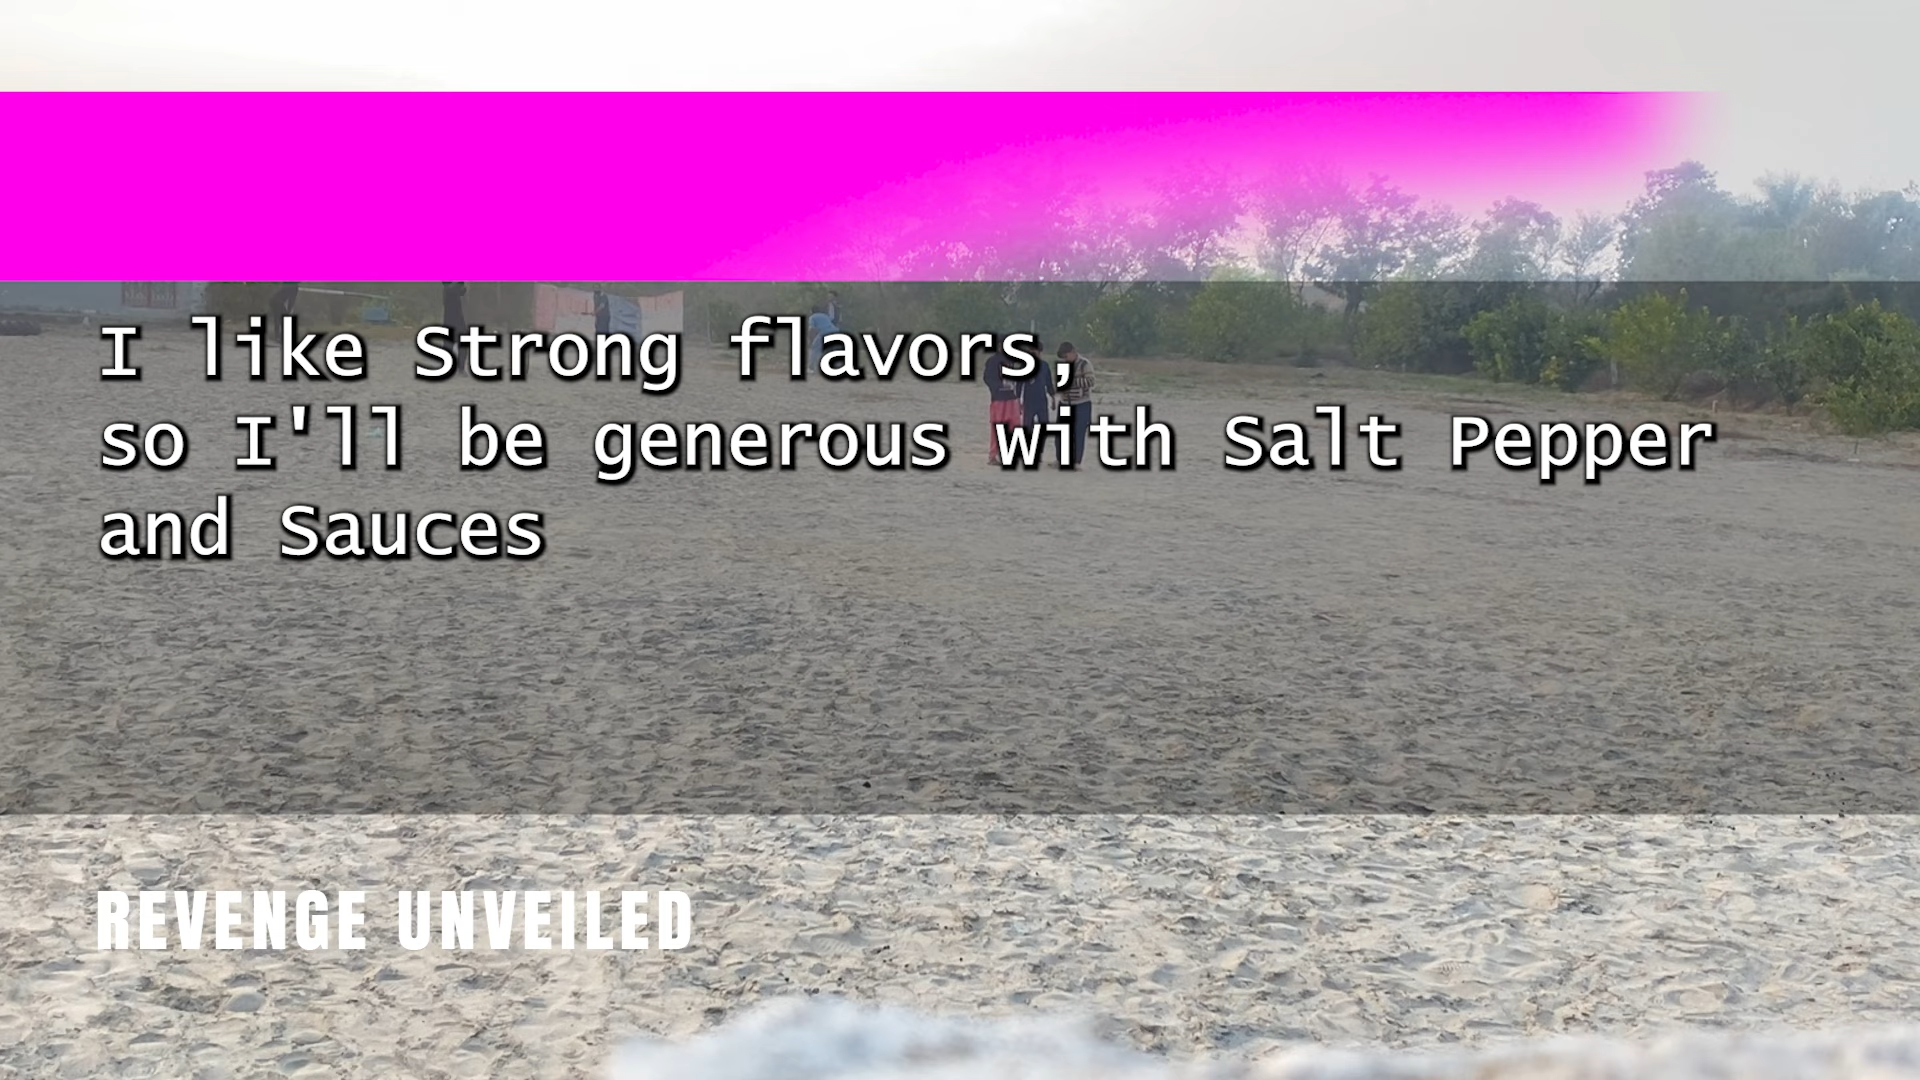 I like Strong flavors,
so I'll be generous with Salt Pepper
and Sauces
REVENGE UNVEILED